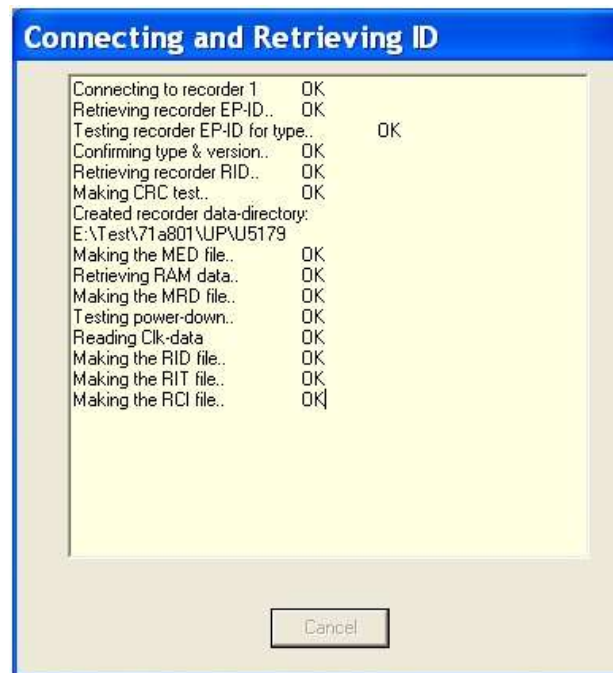 Connecting and Retrieving ID
Connecting to recorder 1 OK
Retrieving recorder EP-ID.. OK
Testing recorder EP-ID for type.. OK
Confirming type & version.. OK
Retrieving recorder RID.. OK
Making CRC test.. OK
Created recorder data-directory:
E:\Test\71a801\UP\U5179
Making the MED file.. OK
Retrieving RAM data.. OK
Making the MRD file.. OK
Testing power-down.. OK
Reading Clk-data OK
Making the RID file.. OK
Making the RIT file.. OK
Making the RCI file.. OK
Cancel